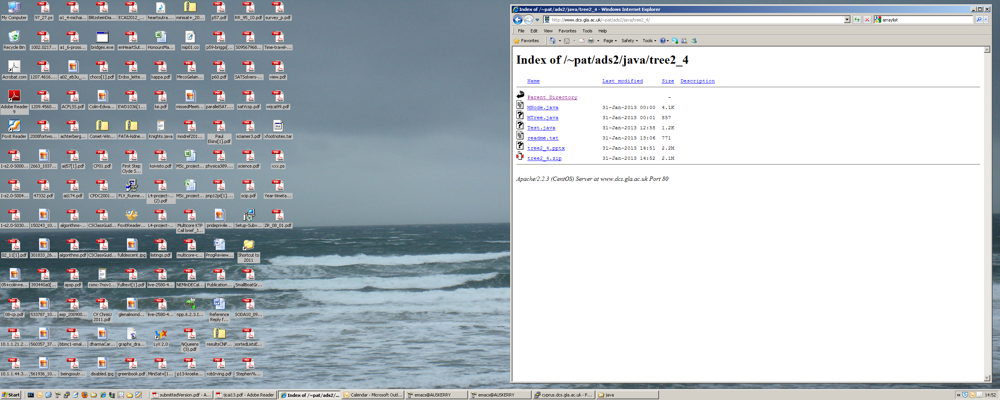 My Computer
97_27.ps
a1_4-michai...
BlitzsteinDia...
ECAI2012_...
heartsutra....
minisat+_20...
p57.pdf
RR_95_10.pdf
survey_p.pdf
Recycle Bin
1002.0217...
a1_6-pross...
bridges.exe
enHeartSut...
HonoursMa...
mip01.co
p59-briggs[...
S09567968...
Time-travel-...
Acrobat.com
1207.4616....
a02_eb3u_...
choco[1].pdf
Erdos_lette...
kappa.pdf
MircoGelain...
p60.pdf
SATSolvers-...
view.pdf
Adobe Reader
9
1209.4560...
ACFLSS.pdf
Colin-Edwa...
EWD1036[1...
ke.pdf
missedMeeti...
parallelSAT....
satVcsp.pdf
wijcai99.pdf
Foxit Reader
2008fortwo...
achterberg...
Comet-Win...
FATA-kidne...
Knights.java
modref201...
Paul
Ekins[1].pdf
sciamer3.pdf
xfootnotes.tar
1-s2.0-S000...
2663_1037...
aij57[1].pdf
CP01.pdf
First Step
Clyde S...
koivisto.pdf
MSc_project...
physica389....
science.pdf
xxx.ps
1-s2.0-S004...
47332.pdf
aij174.pdf
CPDC2001...
FLV_Runne...
L4-project-...
(2).pdf
MSc_project...
pnp12pt[1]....
scip.pdf
Year-timeta...
1-s2.0-S030...
150243_10...
algorithms-...
CSClassGuid...
FoxitReader...
L4-project-...
Multicore KTP
Call brief_J...
prideprivile...
Setup-Subv...
ZR_08_01.pdf
02_11[1].pdf
301833_26...
algorithms.pdf
CSClassGuid...
fulldescent.jpg
listings.pdf
multicore-c...
ProgReview...
Shortcut to
2011
05+colin+e...
393440a0[...
apsp.pdf
csmc-7nov1...
fulltext[1].pdf
live-2580-4...
NEMinDECal...
Publication...
SmallBoatGr...
08-cp.pdf
533787_10...
asp_200900...
CV ChrisU
2011.pdf
glenalmond...
live-2580-4...
npp.6.2.3.I...
Reference
Reply f...
SODA10_09...
10.1.1.21.2...
560357_37...
bbmc1-smal...
dharmaCar...
graphs_dra...
LyX 2.0
NQueens
(3).pdf
resultsCNF...
sortedListsE...
10.1.1.44.3...
561936_10...
beingssutr...
disabled.jpg
greenbook.pdf
MiniSat+[1...
p13-kroeke...
robIrving.pdf
Stephen%...
Index of /~pat/ads2/java/tree2_4 - Windows Internet Explorer
http://www.dcs.gla.ac.uk/~pat/ads2/java/tree2_4/
arraylist
File Edit View Favorites Tools Help
Favorites Page Safety Tools
Index of /~pat/ads2/java/tree2_4
Name Last modified Size Description
Parent Directory -
MNode.java 31-Jan-2013 00:00 4.1K
MTree.java 31-Jan-2013 00:01 857
Test.java 31-Jan-2013 12:58 1.2K
readme.txt 31-Jan-2013 13:06 771
tree2_4.pptx 31-Jan-2013 14:51 2.2M
tree2_4.zip 31-Jan-2013 14:52 2.1M
Apache/2.2.3 (CentOS) Server at www.dcs.gla.ac.uk Port 80
Start
submittedVersion.pdf - A...
ijcai13.pdf - Adobe Reader
Index of /~pat/ads2/...
Calendar - Microsoft Outl...
emacs@AUSKERRY
emacs@AUSKERRY
cyprus.dcs.gla.ac.uk - P...
java
14:52